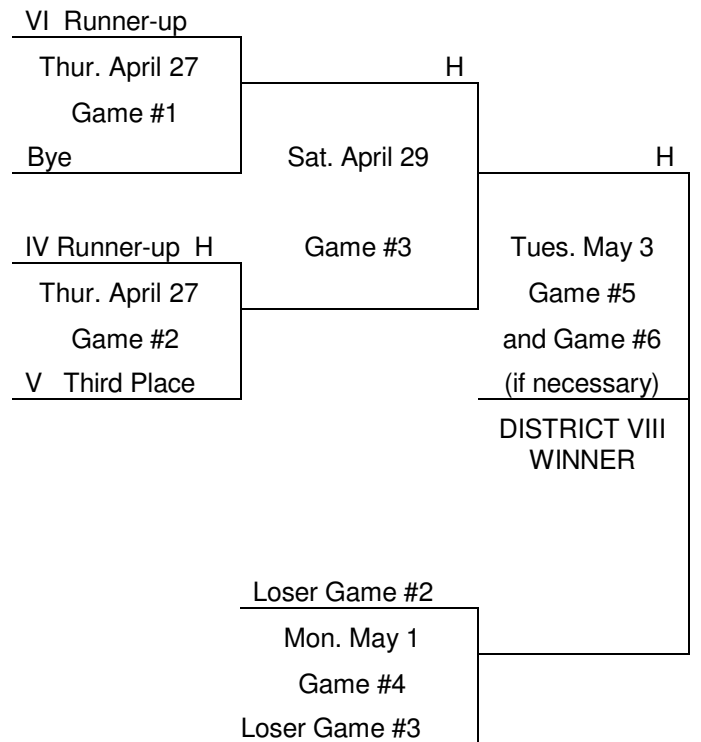 VI Runner-up
Thur. April 27
Game #1
Bye
H
Sat. April 29
Game #3
IV Runner-up H
Thur. April 27
Game #2
V Third Place
H
Tues. May 3
Game #5
and Game #6
(if necessary)
DISTRICT VIII
WINNER
Loser Game #2
Mon. May 1
Game #4
Loser Game #3